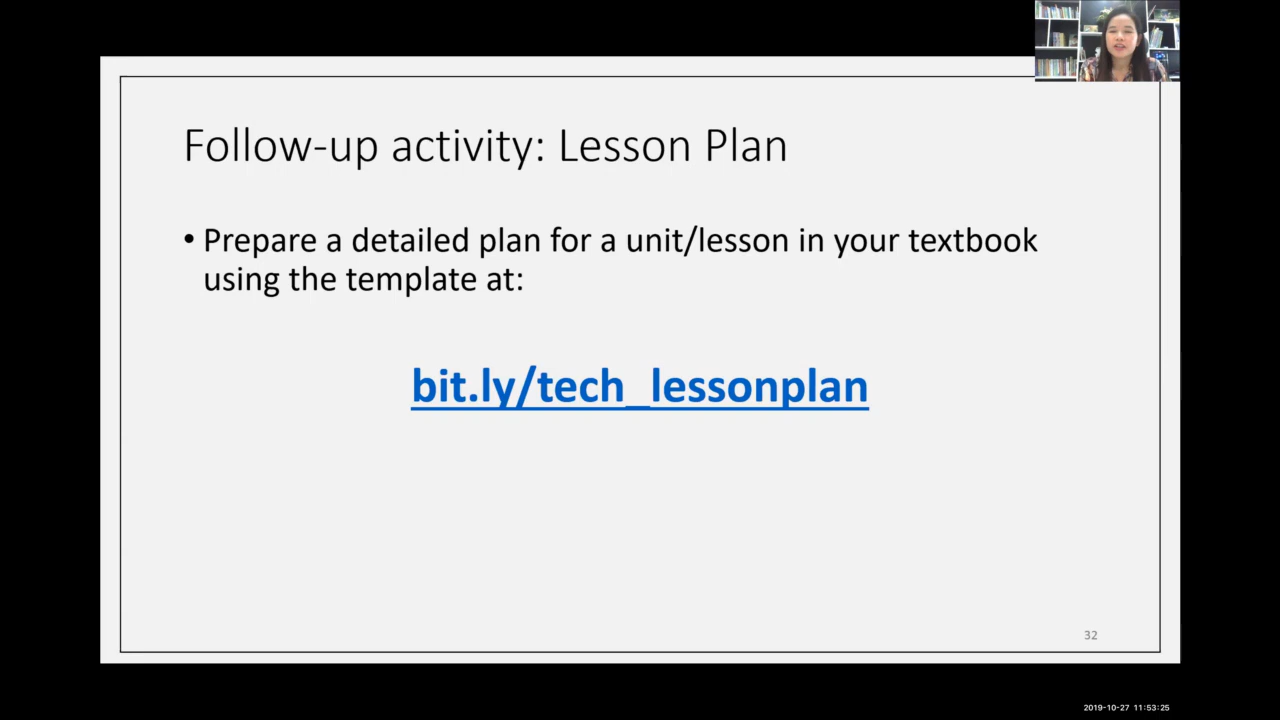 Follow-up activity: Lesson Plan
• Prepare a detailed plan for a unit/lesson in your textbook
using the template at:
bit.ly/tech_lessonplan
32
2019-10-27 11:53:25